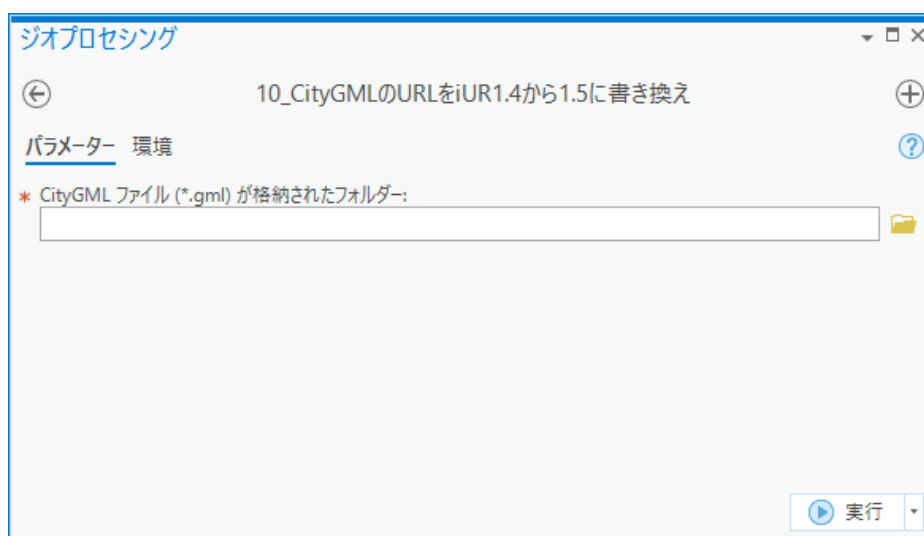 ジオプロセシング
10_CityGMLのURLをiUR1.4から1.5に書き換え
パラメーター 環境
* CityGML ファイル (*.gml) が格納されたフォルダー:
実行